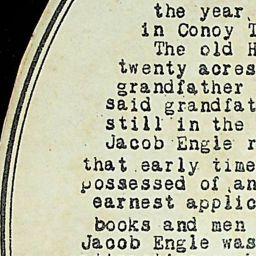 the year,
in Conoy T
The old H
twenty acres
grandfather
said grandfat
still in the
Jacob Engle r
that early time
possessed of an
earnest applic
books and men
Jacob Engle was